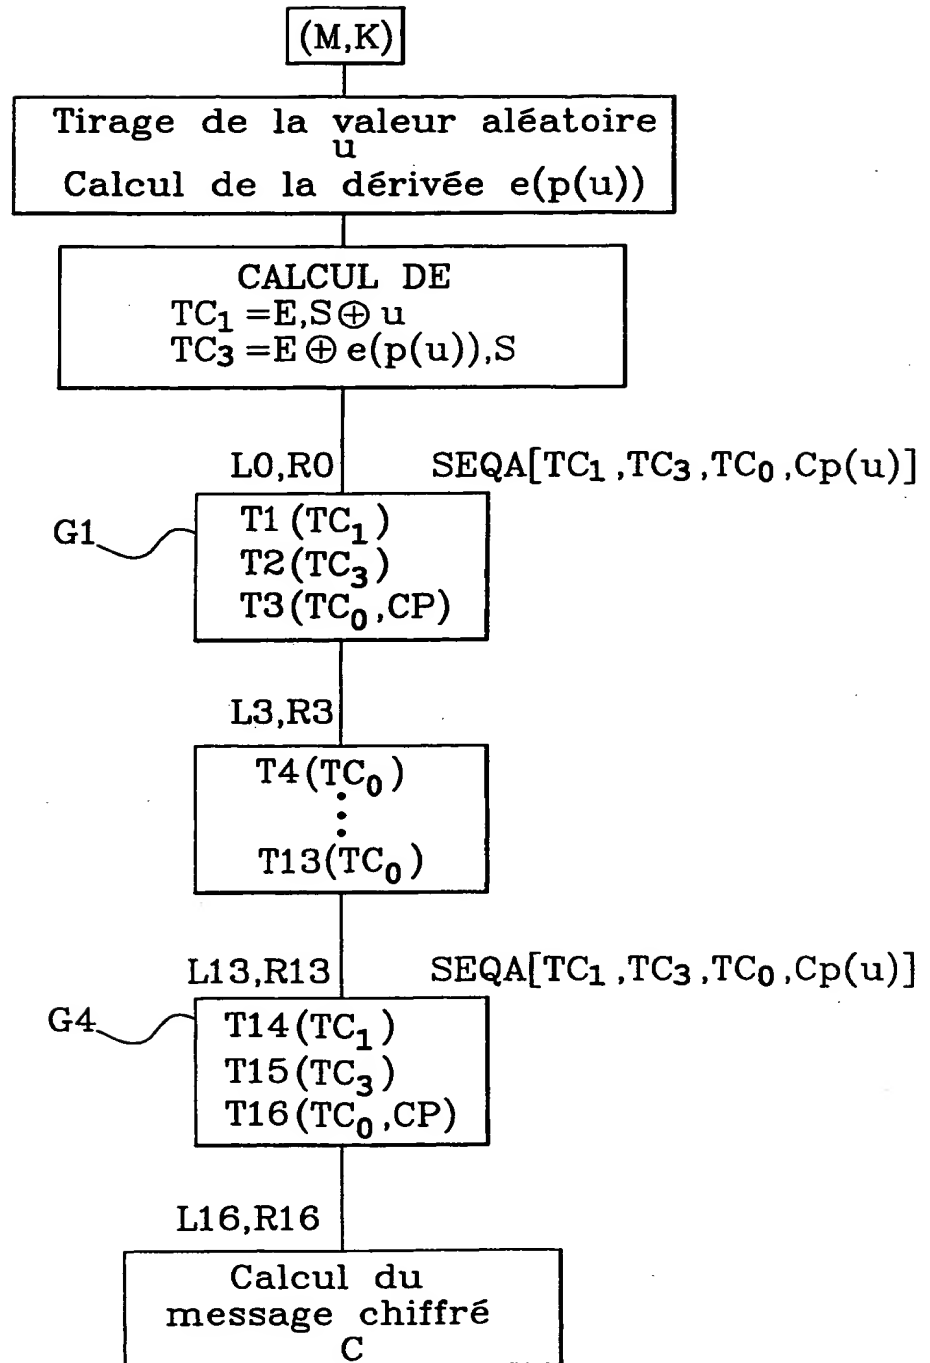 (M,K)
Tirage de la valeur aléatoire
u
Calcul de la dérivée e(p(u))
CALCUL DE
TC₁ =E,S⊕ u
TC₃ =E⊕ e(p(u)),S
L0,R0
SEQA[TC₁,TC₃,TC₀,Cp(u)]
G1
T1(TC₁)
T2(TC₃)
T3(TC₀,CP)
L3,R3
T4(TC₀)
T13(TC₀)
L13,R13
SEQA[TC₁,TC₃,TC₀,Cp(u)]
G4
T14(TC₁)
T15(TC₃)
T16(TC₀,CP)
L16,R16
Calcul du
message chiffré
C